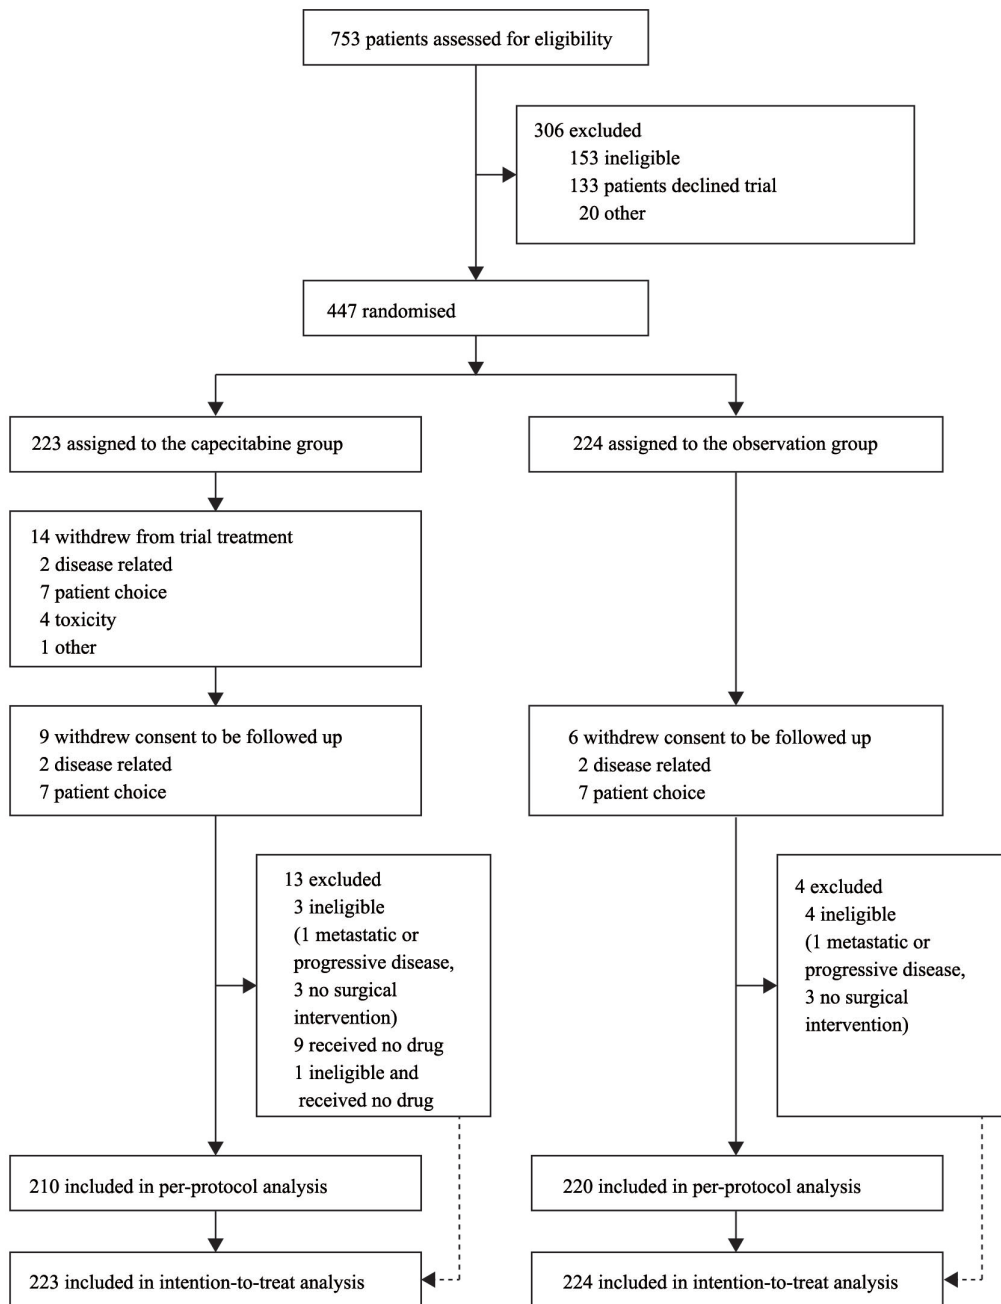 753 patients assessed for eligibility
306 excluded
153 ineligible
133 patients declined trial
20 other
447 randomised
223 assigned to the capecitabine group
224 assigned to the observation group
14 withdrew from trial treatment
2 disease related
7 patient choice
4 toxicity
1 other
9 withdrew consent to be followed up
2 disease related
7 patient choice
6 withdrew consent to be followed up
2 disease related
7 patient choice
13 excluded
3 ineligible
(1 metastatic or
progressive disease,
3 no surgical
intervention)
9 received no drug
1 ineligible and
received no drug
4 excluded
4 ineligible
(1 metastatic or
progressive disease,
3 no surgical
intervention)
210 included in per-protocol analysis
220 included in per-protocol analysis
223 included in intention-to-treat analysis
224 included in intention-to-treat analysis